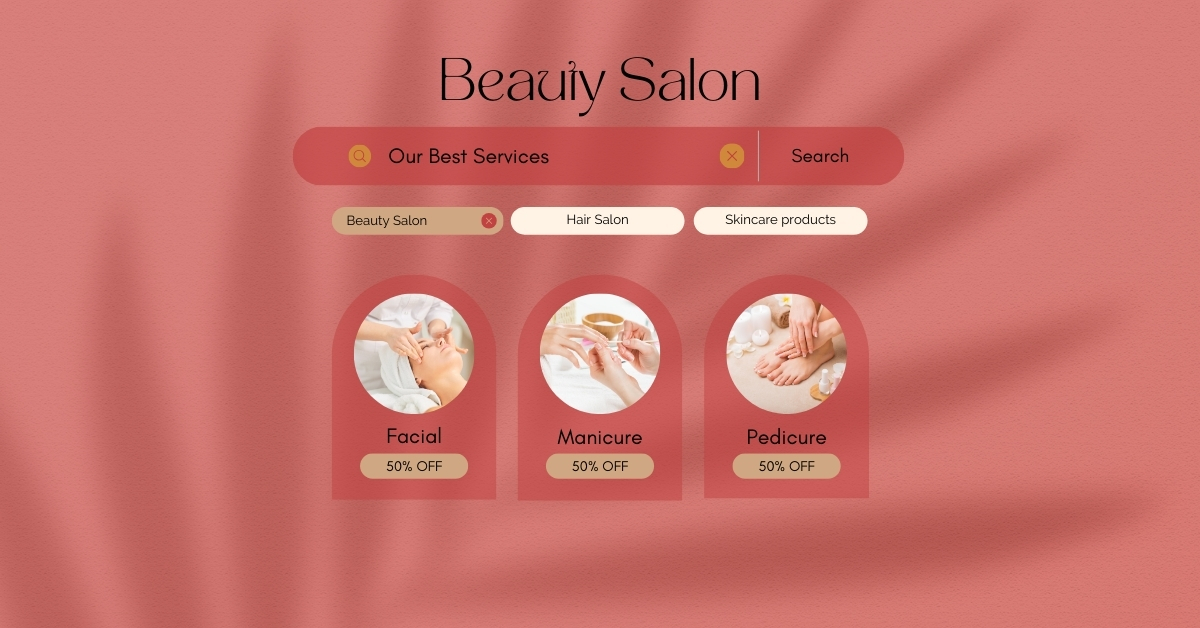 Beauty Salon
Our Best Services
Search
Beauty Salon
Hair Salon
Skincare products
Facial
Manicure
Pedicure
50% OFF
50% OFF
50% OFF